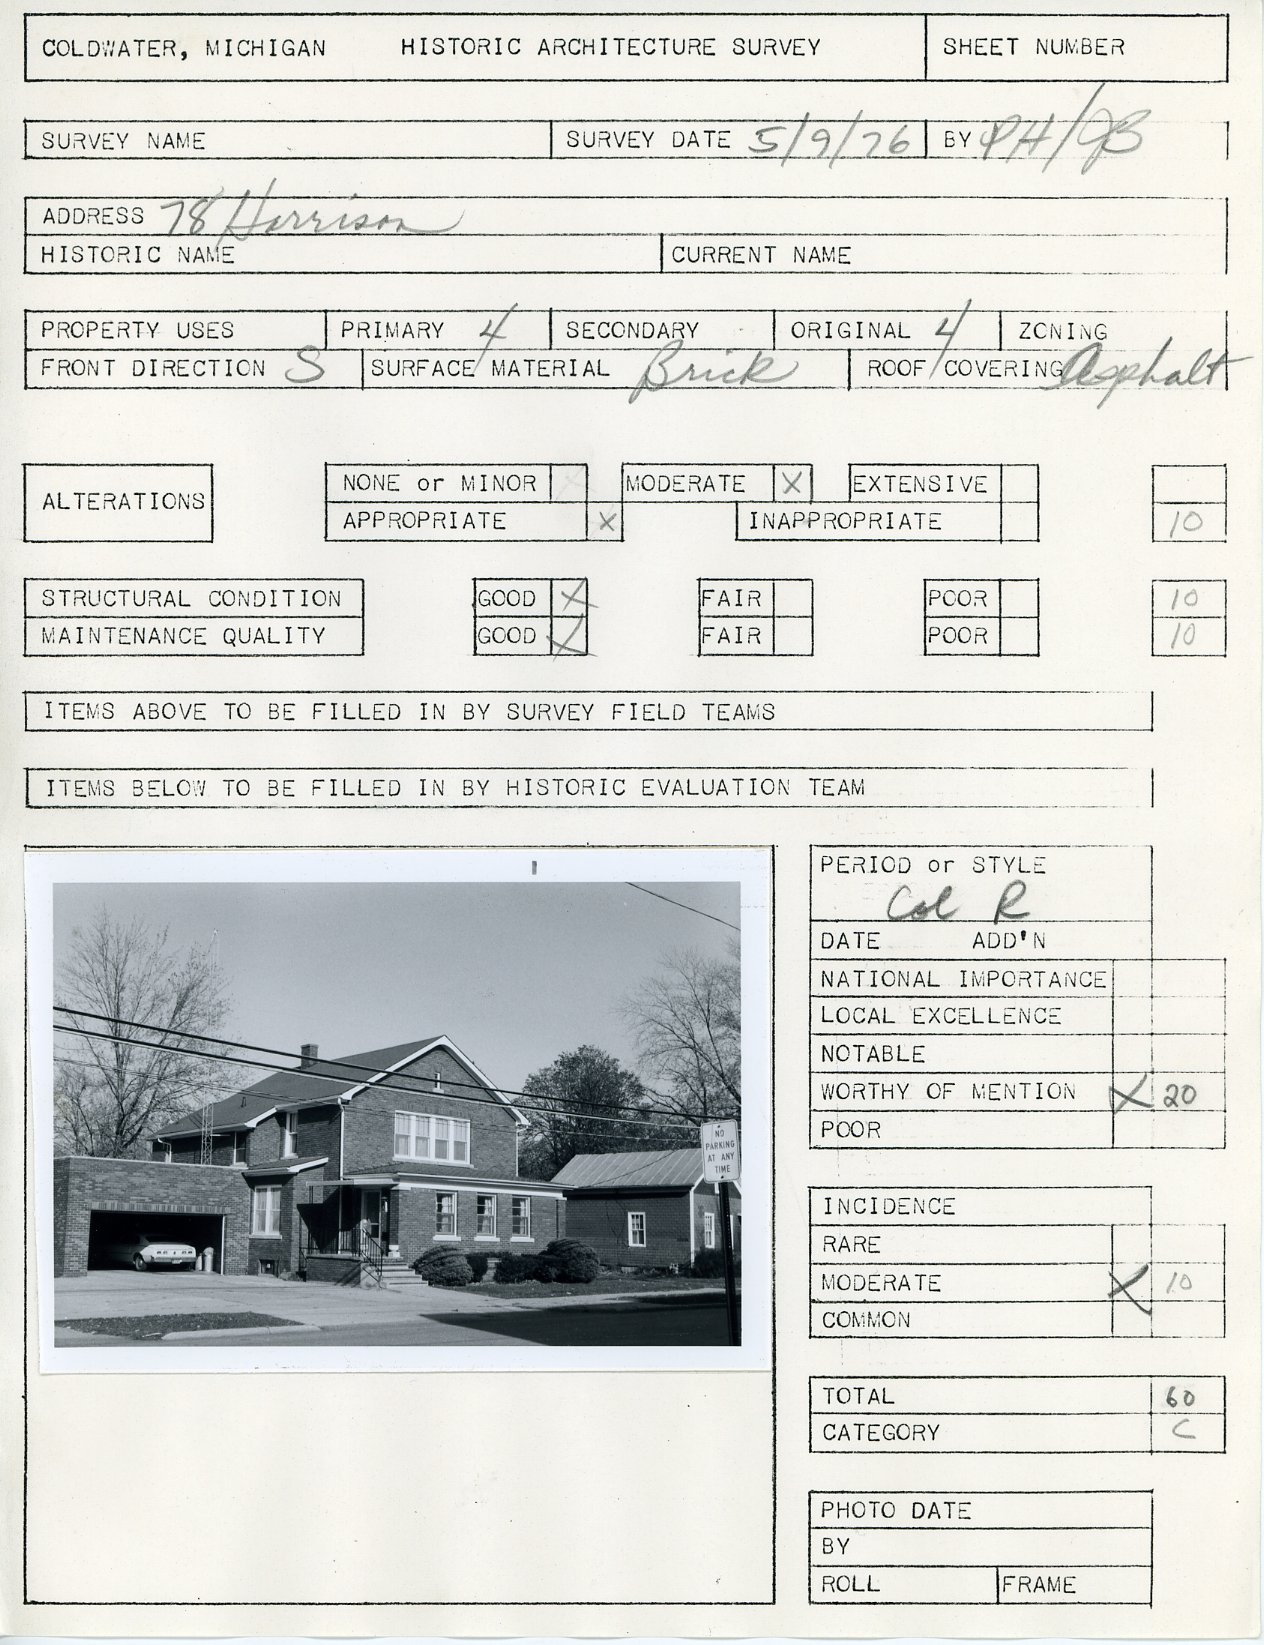 COLDWATER, MICHIGAN HISTORIC ARCHITECTURE SURVEY SHEET NUMBER
SURVEY NAME SURVEY DATE 5/9/76 BY PH/JB
ADDRESS 78 Harrison
HISTORIC NAME CURRENT NAME
PROPERTY USES PRIMARY 4 SECONDARY ORIGINAL 4 ZONING
FRONT DIRECTION S SURFACE MATERIAL Brick ROOF COVERING Asphalt
ALTERATIONS NONE or MINOR MODERATE X EXTENSIVE
APPROPRIATE X INAPPROPRIATE 10
STRUCTURAL CONDITION GOOD X FAIR POOR 10
MAINTENANCE QUALITY GOOD X FAIR POOR 10
ITEMS ABOVE TO BE FILLED IN BY SURVEY FIELD TEAMS
ITEMS BELOW TO BE FILLED IN BY HISTORIC EVALUATION TEAM
NO
PARKING
AT ANY
TIME
PERIOD or STYLE
Col R
DATE ADD'N
NATIONAL IMPORTANCE
LOCAL EXCELLENCE
NOTABLE
WORTHY OF MENTION X 20
POOR
INCIDENCE
RARE
MODERATE X 10
COMMON
TOTAL 60
CATEGORY C
PHOTO DATE
BY
ROLL FRAME